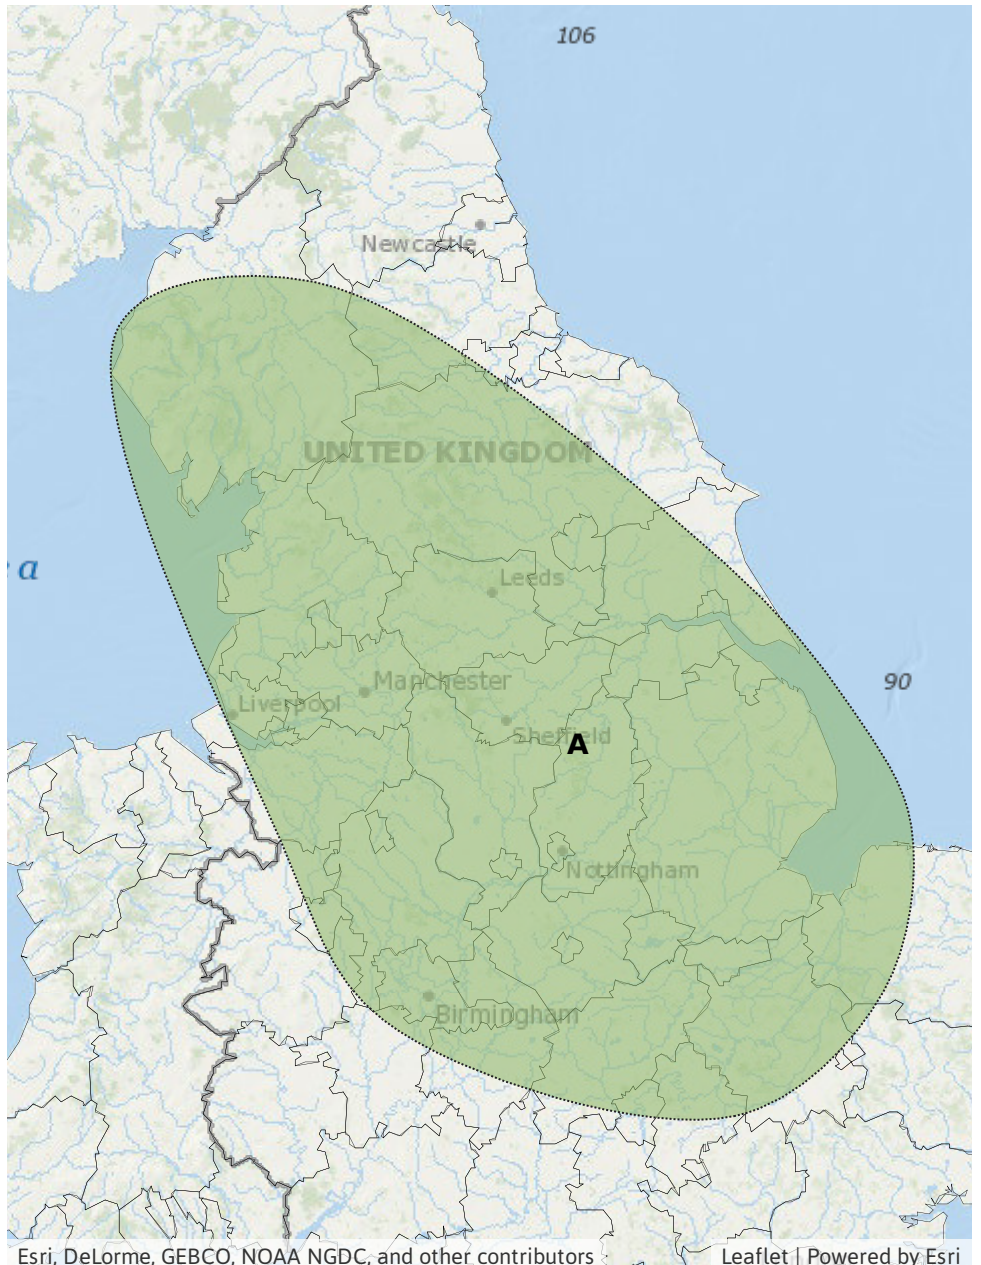 106
Newcastle
UNITED KINGDOM
a
Leeds
Manchester
90
Liverpool
Sheffield
A
Nottingham
Birmingham
Esri, DeLorme, GEBCO, NOAA NGDC, and other contributors
Leaflet | Powered by Esri